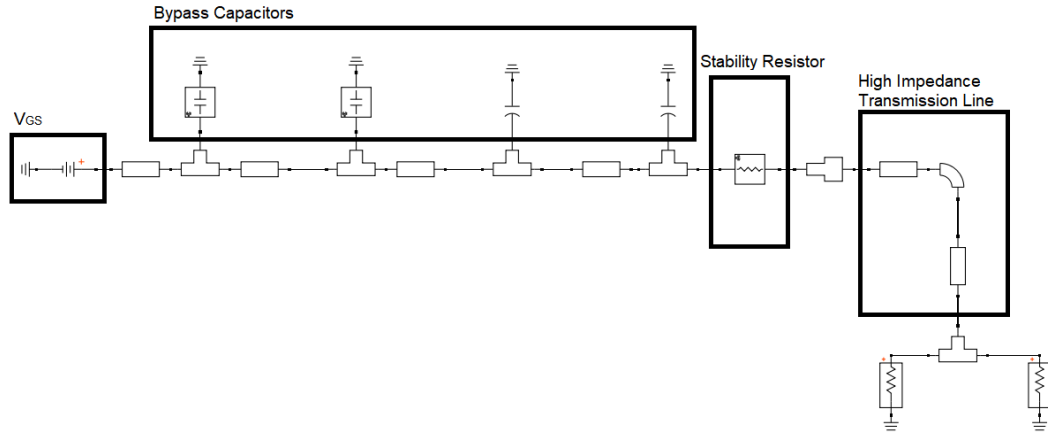 Bypass Capacitors
Stability Resistor
High Impedance
Transmission Line
VGS